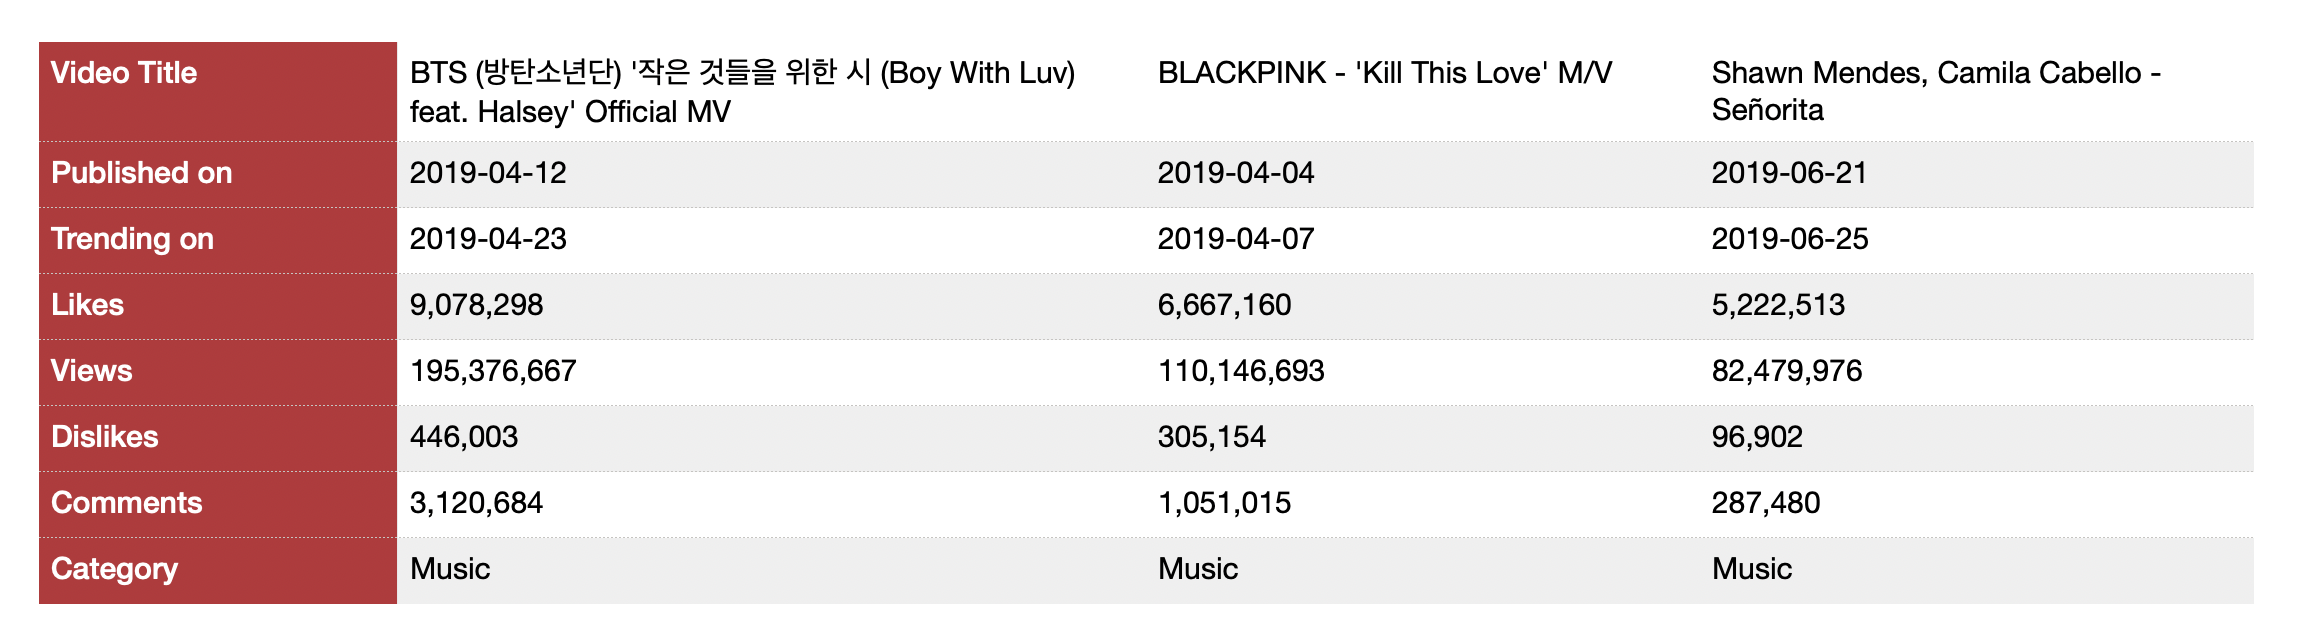 Video Title BTS (방탄소년단) '작은 것들을 위한 시 (Boy With Luv) BLACKPINK - 'Kill This Love' M/V Shawn Mendes, Camila Cabello -
feat. Halsey' Official MV Señorita
Published on 2019-04-12 2019-04-04 2019-06-21
Trending on 2019-04-23 2019-04-07 2019-06-25
Likes 9,078,298 6,667,160 5,222,513
Views 195,376,667 110,146,693 82,479,976
Dislikes 446,003 305,154 96,902
Comments 3,120,684 1,051,015 287,480
Category Music Music Music